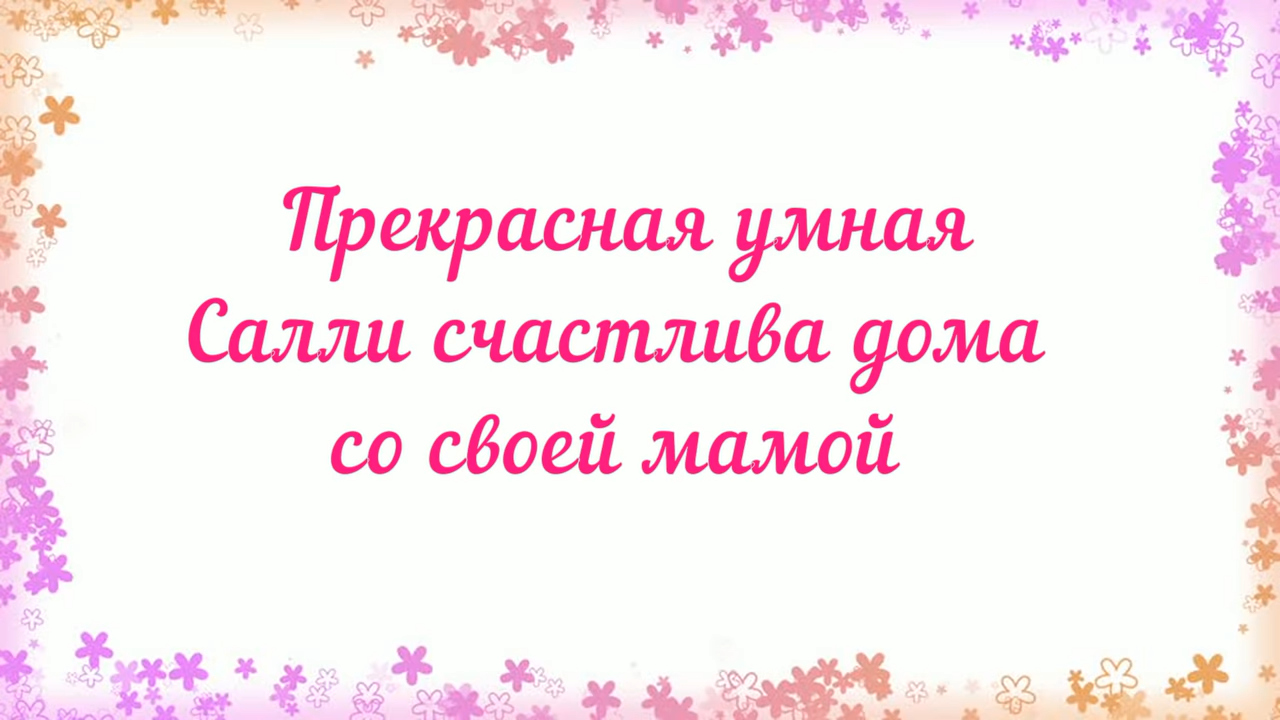 Прекрасная умная
Салли счастлива дома
со своей мамой